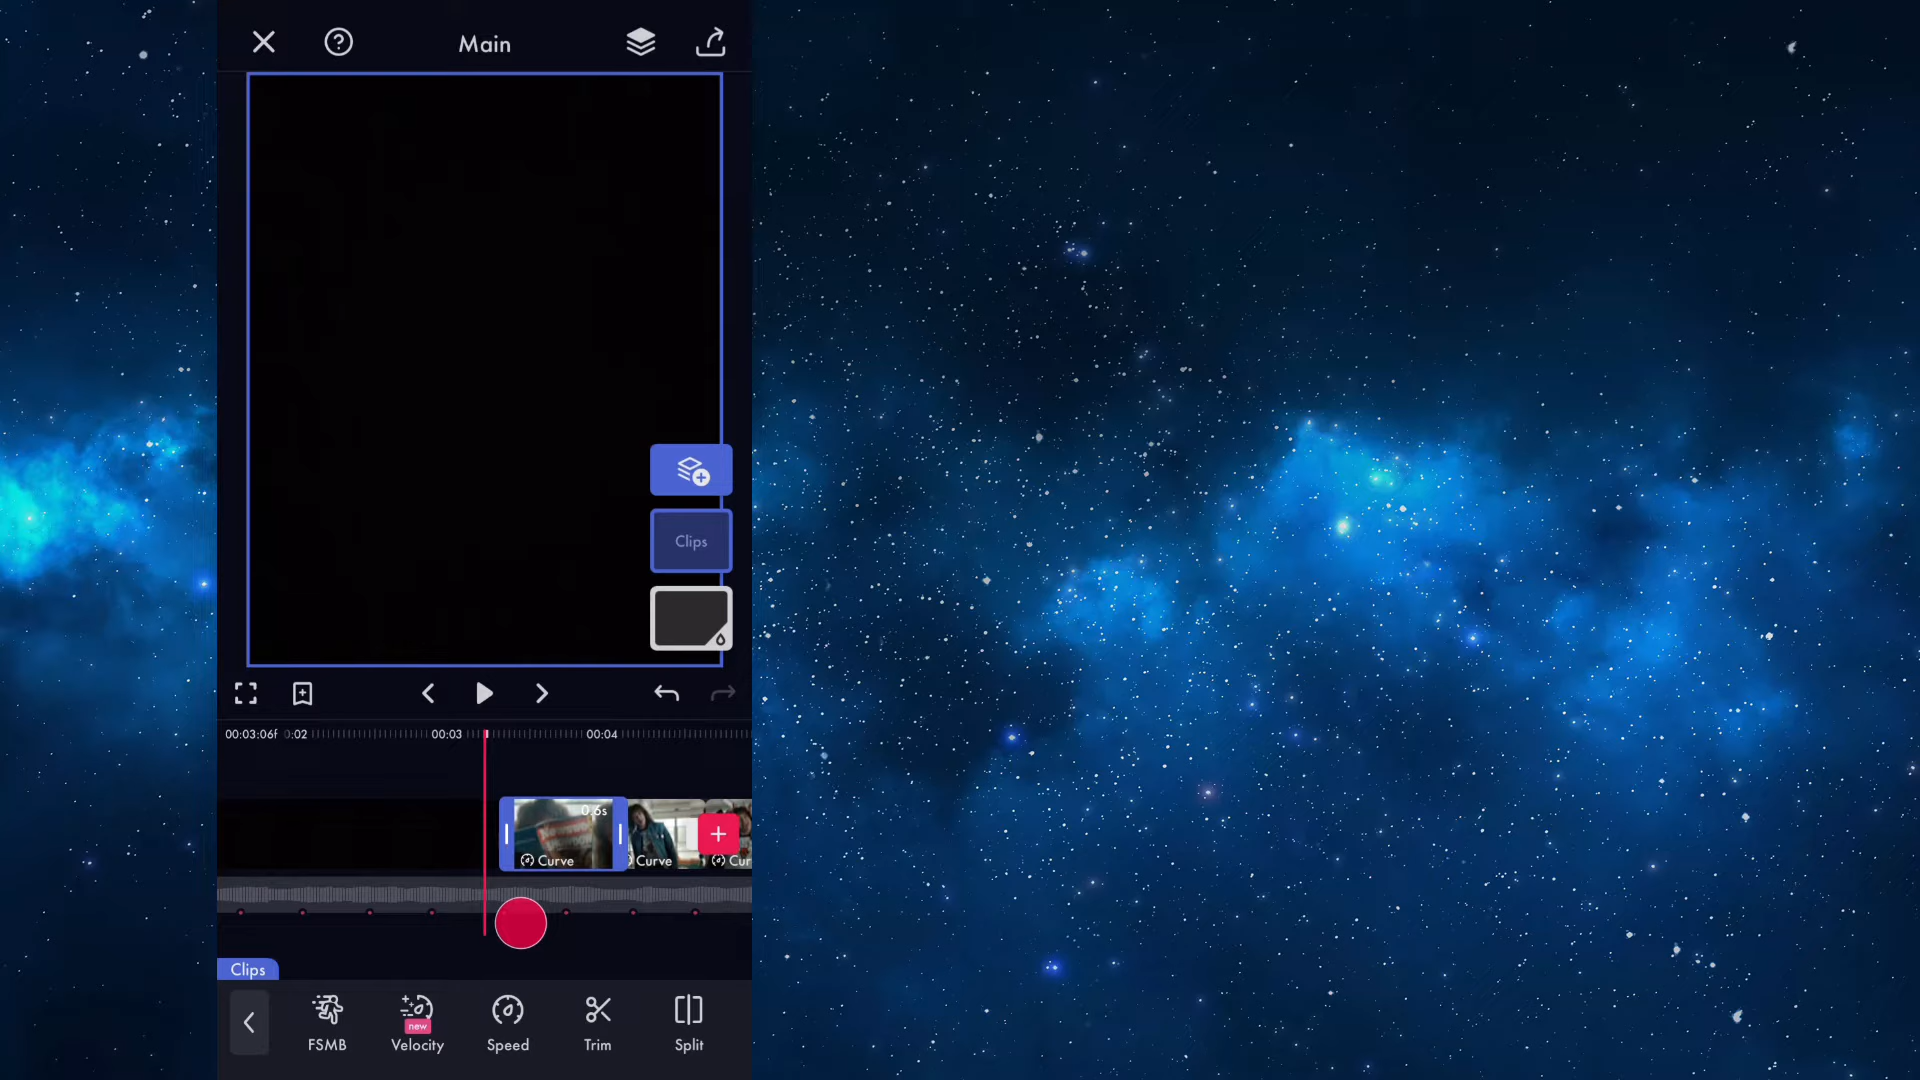 Main
Clips
00:03:06f 0:02 00:03 00:04
0.6s
Curve
Curve
Cur
Clips
new
FSMB Velocity Speed Trim Split